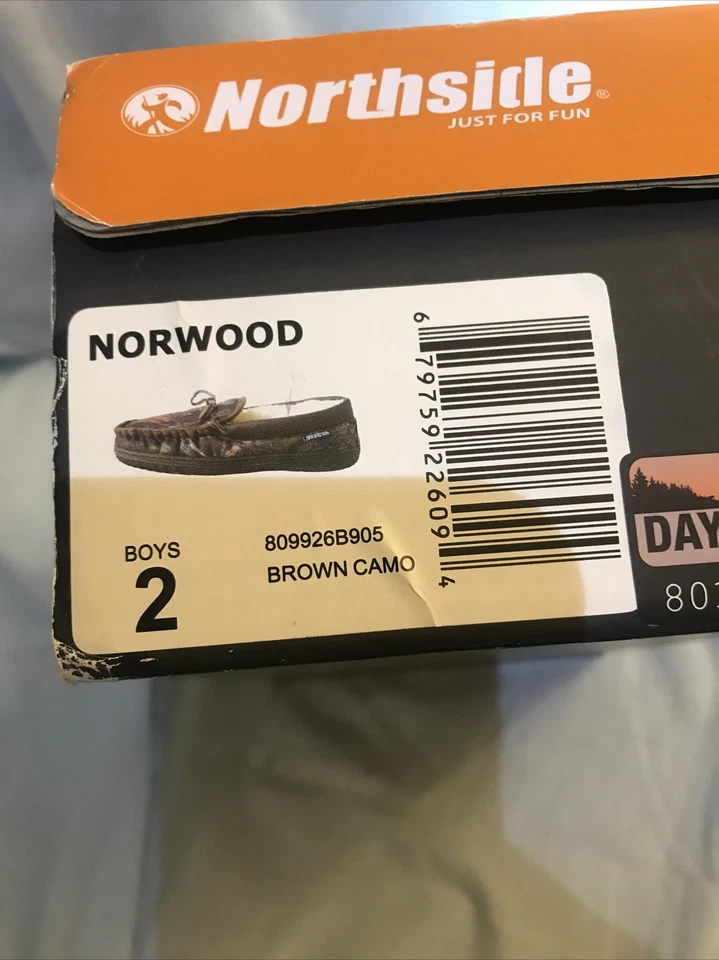 Northside®
JUST FOR FUN
NORWOOD
BOYS
2
809926B905
BROWN CAMO
6 79759 22609 4
DAY
801